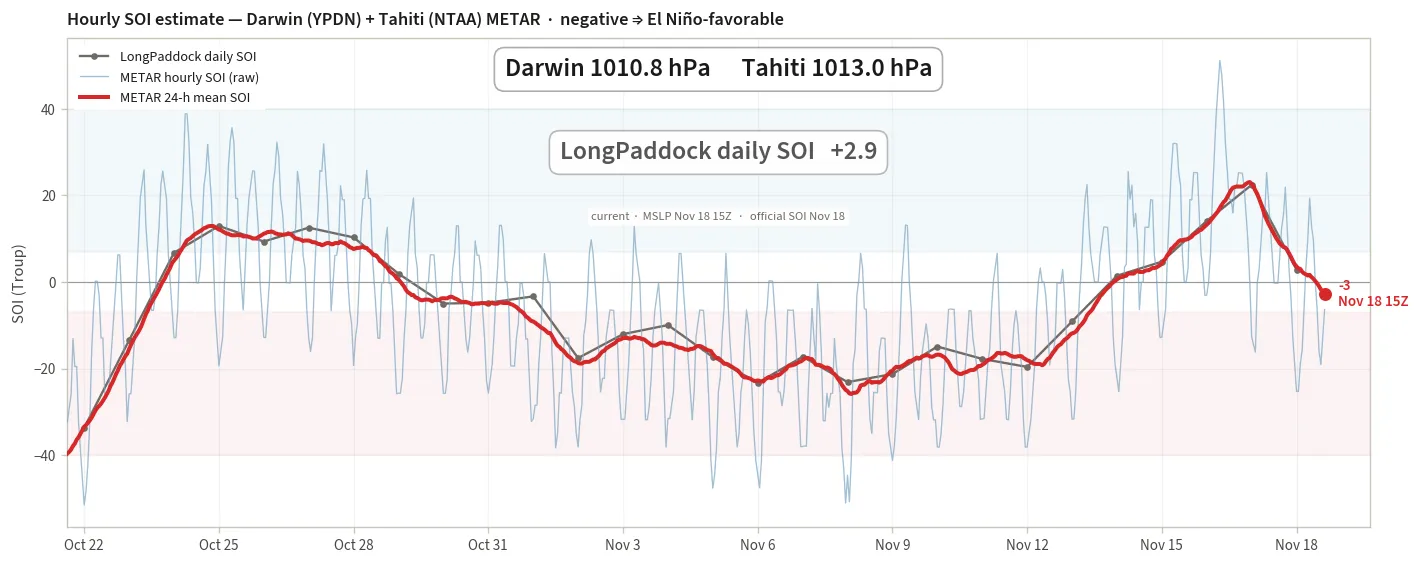 Hourly SOI estimate — Darwin (YPDN) + Tahiti (NTAA) METAR · negative ⇒ El Niño-favorable
LongPaddock daily SOI
METAR hourly SOI (raw)
METAR 24-h mean SOI
Darwin 1010.8 hPa Tahiti 1013.0 hPa
LongPaddock daily SOI +2.9
current · MSLP Nov 18 15Z · official SOI Nov 18
SOI (Troup)
40
20
0
−20
−40
-3
Nov 18 15Z
Oct 22 Oct 25 Oct 28 Oct 31 Nov 3 Nov 6 Nov 9 Nov 12 Nov 15 Nov 18